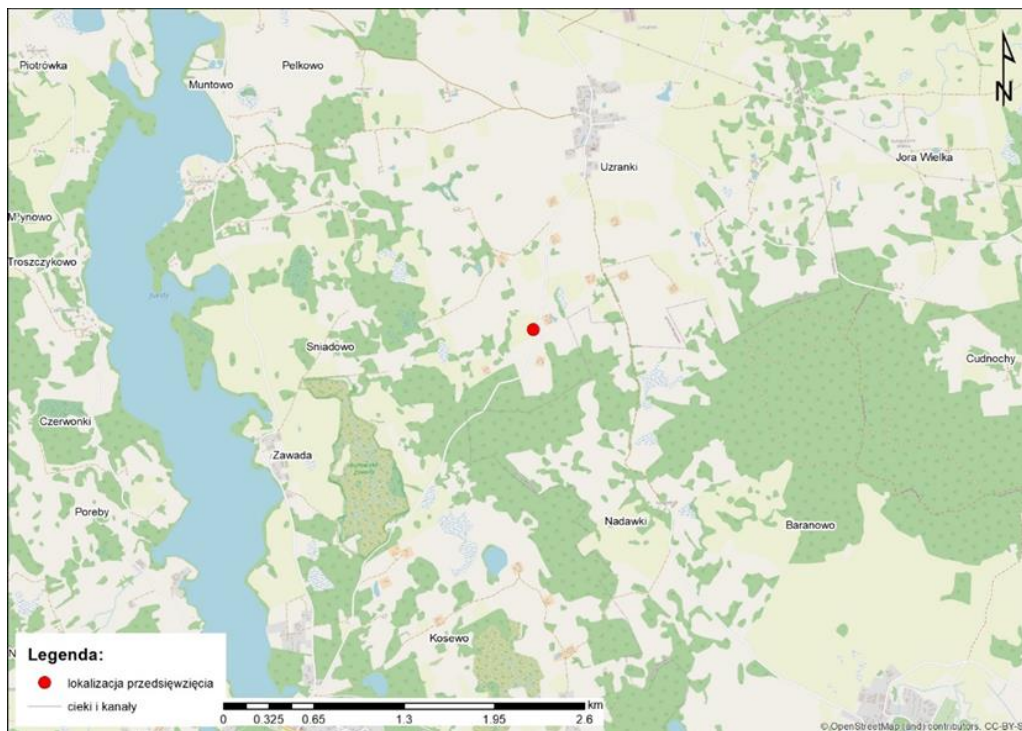 Piotrówka
Pelkowo
Muntowo
N
Uzranki
Jora Wielka
Młynowo
Troszczykowo
Śniadowo
Cudnochy
Czerwonki
Zawada
Poreby
Nadawki
Baranowo
Kosewo
Legenda:
lokalizacja przedsięwzięcia
cieki i kanały
km
0 0.325 0.65 1.3 1.95 2.6
© OpenStreetMap (and) contributors, CC-BY-S